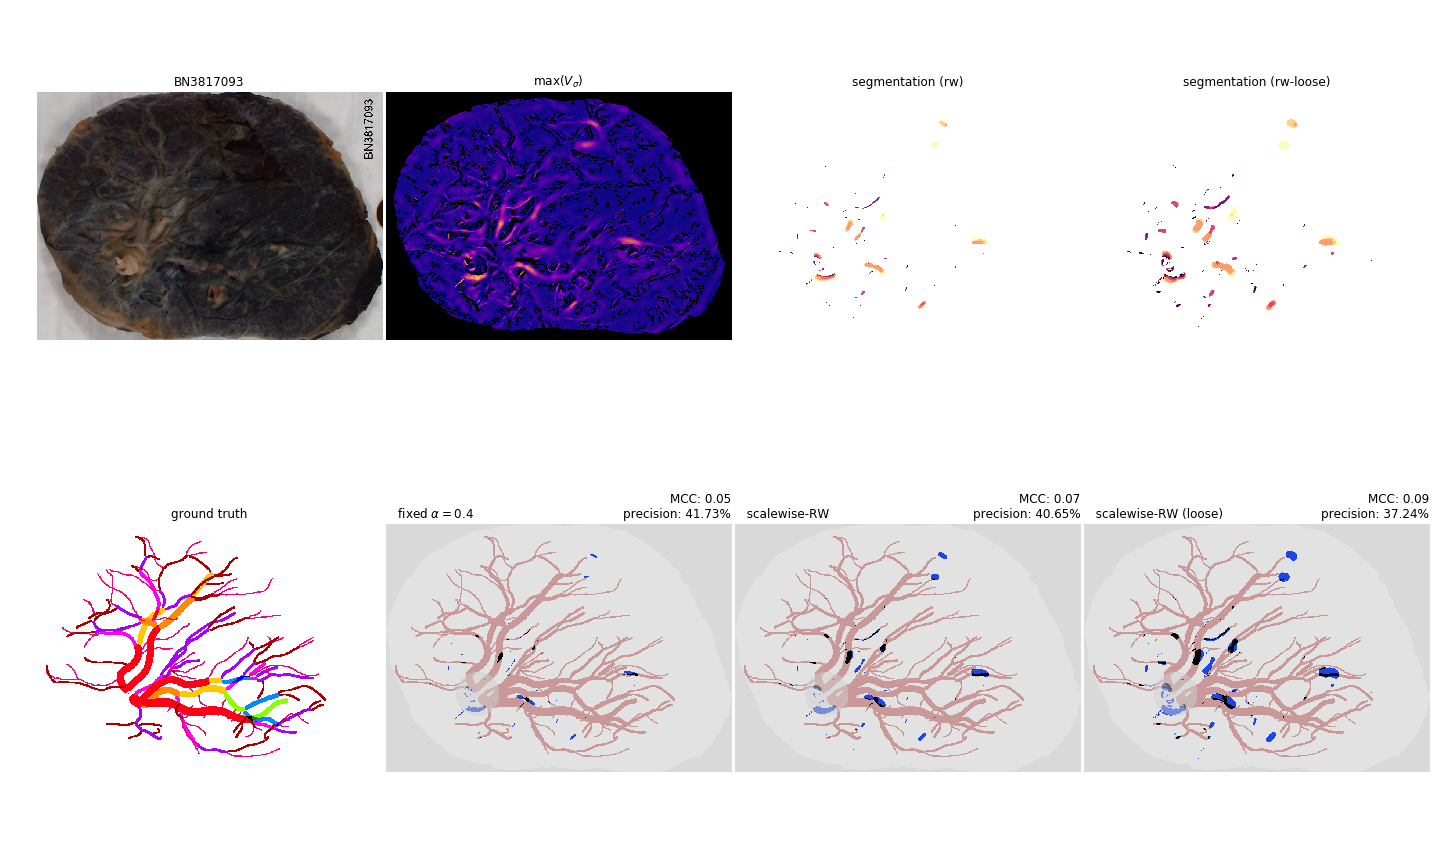 BN3817093
max(Vσ)
segmentation (rw)
segmentation (rw-loose)
BN3817093
ground truth
fixed α = 0.4
MCC: 0.05
precision: 41.73%
scalewise-RW
MCC: 0.07
precision: 40.65%
scalewise-RW (loose)
MCC: 0.09
precision: 37.24%